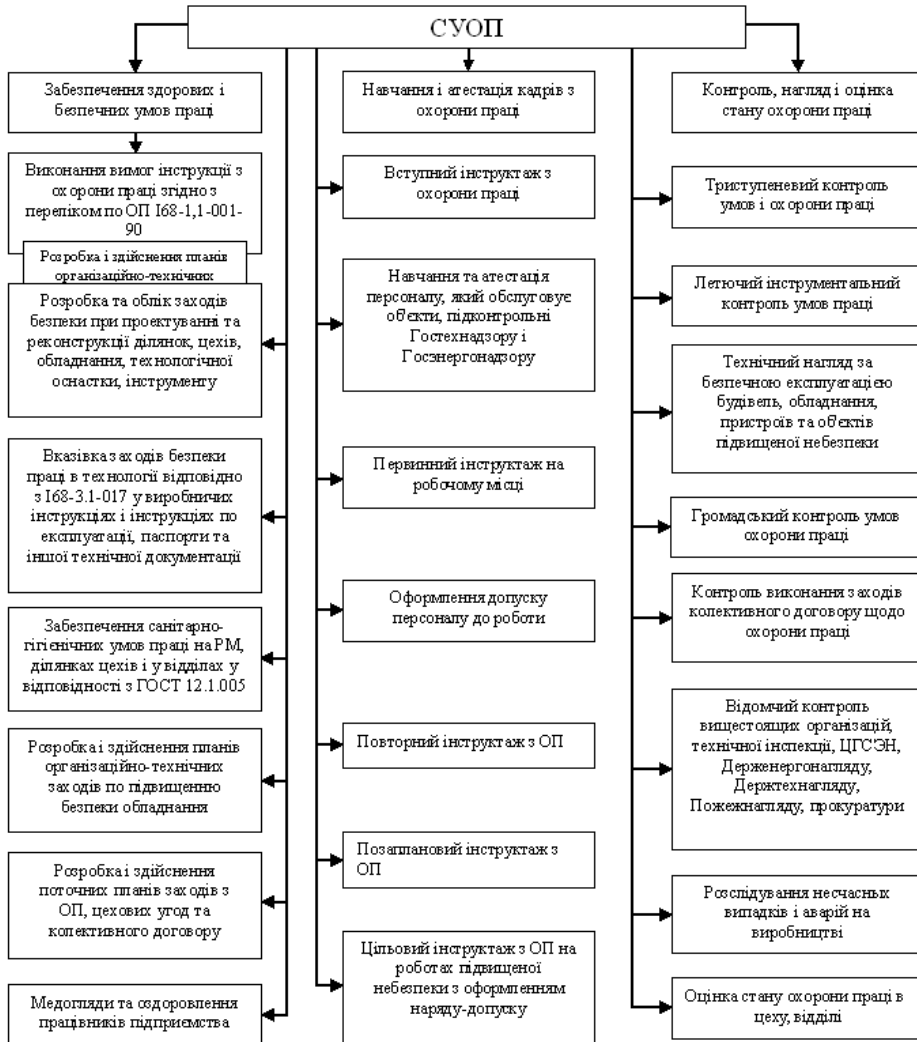 СУОП
Забезпечення здорових і
безпечних умов праці
Виконання вимог інструкції з
охорони праці згідно з
переліком по ОП І68-1,1-001-
90
Розробка і здійснення планів
організаційно-технічних
Розробка та облік заходів
безпеки при проектуванні та
реконструкції ділянок, цехів,
обладнання, технологічної
оснастки, інструменту
Вказівка заходів безпеки
праці в технології відповідно
з І68-3.1-017 у виробничих
інструкціях і інструкціях по
експлуатації, паспорти та
іншої технічної документації
Забезпечення санітарно-
гігієнічних умов праці на РМ,
ділянках цехів і у відділах у
відповідності з ГОСТ 12.1.005
Розробка і здійснення планів
організаційно-технічних
заходів по підвищенню
безпеки обладнання
Розробка і здійснення
поточних планів заходів з
ОП, цехових угод та
колективного договору
Медогляди та оздоровлення
працівників підприємства
Навчання і атестація кадрів з
охорони праці
Вступний інструктаж з
охорони праці
Навчання та атестація
персоналу, який обслуговує
об'єкти, підконтрольні
Гостехнадзору і
Госэнергонадзору
Первинний інструктаж на
робочому місці
Оформлення допуску
персоналу до роботи
Повторний інструктаж з ОП
Позаплановий інструктаж з
ОП
Цільовий інструктаж з ОП на
роботах підвищеної
небезпеки з оформленням
наряду-допуску
Контроль, нагляд і оцінка
стану охорони праці
Триступеневий контроль
умов і охорони праці
Летючий інструментальний
контроль умов праці
Технічний нагляд за
безпечною експлуатацією
будівель, обладнання,
пристроїв та об'єктів
підвищеної небезпеки
Громадський контроль умов
охорони праці
Контроль виконання заходів
колективного договору щодо
охорони праці
Відомчий контроль
вищестоящих організацій,
технічної інспекції, ЦГСЭН,
Держенергонагляду,
Держтехнагляду,
Пожежнагляду, прокуратури
Розслідування несчасных
випадків і аварій на
виробництві
Оцінка стану охорони праці в
цеху, відділі